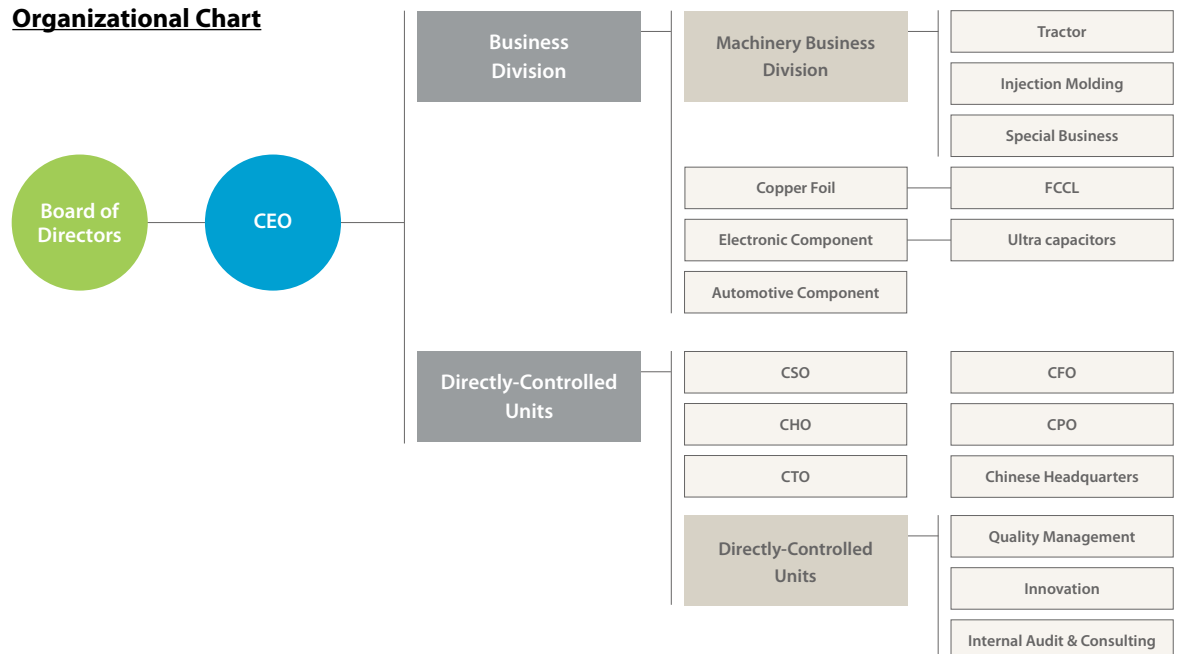 Organizational Chart
Board of
Directors
CEO
Business
Division
Machinery Business
Division
Tractor
Injection Molding
Special Business
Copper Foil
FCCL
Electronic Component
Ultra capacitors
Automotive Component
Directly-Controlled
Units
CSO
CFO
CHO
CPO
CTO
Chinese Headquarters
Directly-Controlled
Units
Quality Management
Innovation
Internal Audit & Consulting